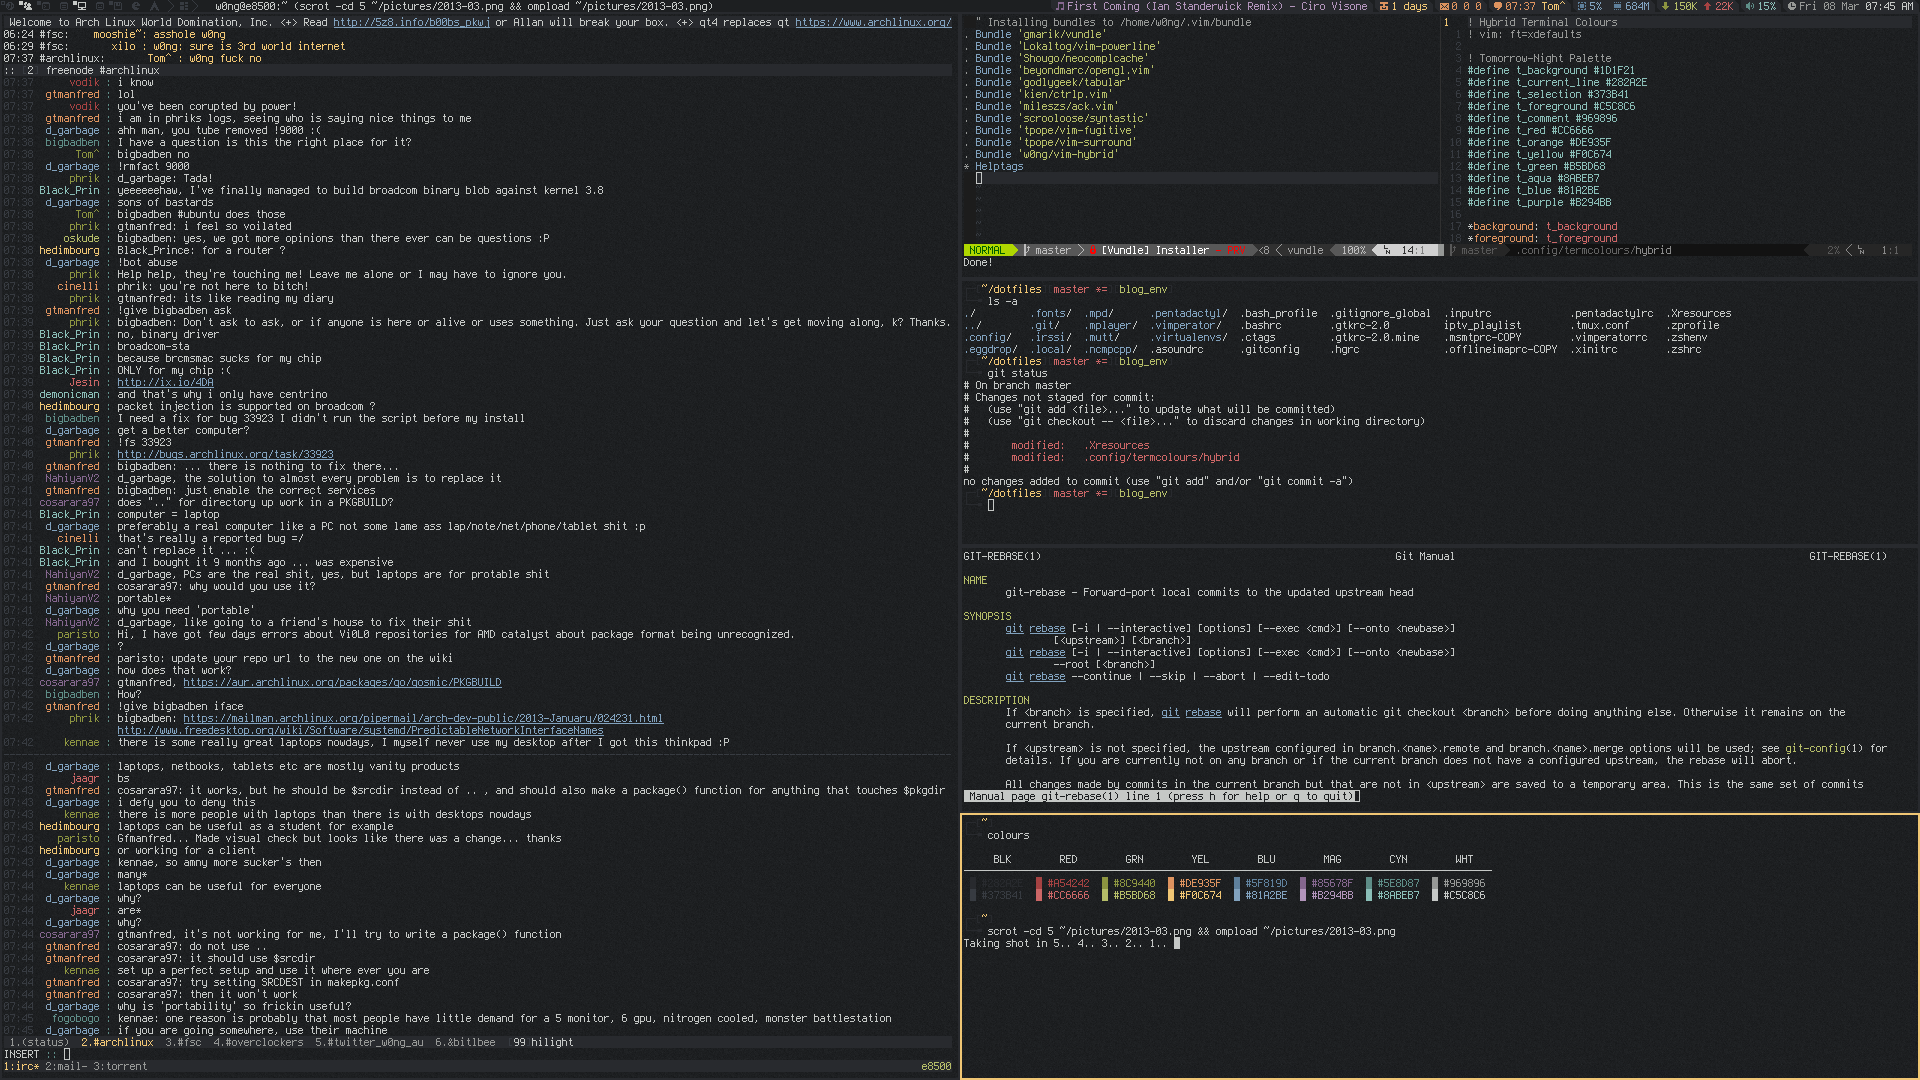 w0ng@e8500:~ (scrot -cd 5 ~/pictures/2013-03.png && ompload ~/pictures/2013-03.png)
First Coming (Ian Standerwick Remix) - Ciro Visone
1 days
0 0 0
07:37 Tom^
5%
684M
150K
22K
15%
Fri 08 Mar 07:45 AM
Welcome to Arch Linux World Domination, Inc. <+> Read http://5z8.info/b00bs_pkwj or Allan will break your box. <+> qt4 replaces qt https://www.archlinux.org/
06:24 #fsc: mooshie~: asshole w0ng
06:29 #fsc: xilo : w0ng: sure is 3rd world internet
07:37 #archlinux: Tom^ : w0ng fuck no
:: 2 freenode #archlinux
07:37 vodik : i know
07:37 gtmanfred : lol
07:37 vodik : you've been corupted by power!
07:38 gtmanfred : i am in phriks logs, seeing who is saying nice things to me
07:38 d_garbage : ahh man, you tube removed !9000 :(
07:38 bigbadben : I have a question is this the right place for it?
07:38 Tom^ : bigbadben no
07:38 d_garbage : !rmfact 9000
07:38 phrik : d_garbage: Tada!
07:38 Black_Prin : yeeeeeehaw, I've finally managed to build broadcom binary blob against kernel 3.8
07:38 d_garbage : sons of bastards
07:38 Tom^ : bigbadben #ubuntu does those
07:38 phrik : gtmanfred: i feel so voilated
07:38 oskude : bigbadben: yes, we got more opinions than there ever can be questions :P
07:38 hedimbourg : Black_Prince: for a router ?
07:38 d_garbage : !bot abuse
07:38 phrik : Help help, they're touching me! Leave me alone or I may have to ignore you.
07:38 cinelli : phrik: you're not here to bitch!
07:39 phrik : gtmanfred: its like reading my diary
07:39 gtmanfred : !give bigbadben ask
07:39 phrik : bigbadben: Don't ask to ask, or if anyone is here or alive or uses something. Just ask your question and let's get moving along, k? Thanks.
07:39 Black_Prin : no, binary driver
07:39 Black_Prin : broadcom-sta
07:39 Black_Prin : because brcmsmac sucks for my chip
07:39 Black_Prin : ONLY for my chip :(
07:39 Jesin : http://ix.io/4DA
07:39 demonicman : and that's why i only have centrino
07:40 hedimbourg : packet injection is supported on broadcom ?
07:40 bigbadben : I need a fix for bug 33923 I didn't run the script before my install
07:40 d_garbage : get a better computer?
07:40 gtmanfred : !fs 33923
07:40 phrik : http://bugs.archlinux.org/task/33923
07:40 gtmanfred : bigbadben: ... there is nothing to fix there...
07:40 NahiyanV2 : d_garbage, the solution to almost every problem is to replace it
07:41 gtmanfred : bigbadben: just enable the correct services
07:41 cosarara97 : does ".." for directory up work in a PKGBUILD?
07:41 Black_Prin : computer = laptop
07:41 d_garbage : preferably a real computer like a PC not some lame ass lap/note/net/phone/tablet shit :p
07:41 cinelli : that's really a reported bug =/
07:41 Black_Prin : can't replace it ... :(
07:41 Black_Prin : and I bought it 9 months ago ... was expensive
07:41 NahiyanV2 : d_garbage, PCs are the real shit, yes, but laptops are for protable shit
07:41 gtmanfred : cosarara97: why would you use it?
07:41 NahiyanV2 : portable*
07:41 d_garbage : why you need 'portable'
07:41 NahiyanV2 : d_garbage, like going to a friend's house to fix their shit
07:41 paristo : Hi, I have got few days errors about Vi0L0 repositories for AMD catalyst about package format being unrecognized.
07:42 d_garbage : ?
07:42 gtmanfred : paristo: update your repo url to the new one on the wiki
07:42 d_garbage : how does that work?
07:42 cosarara97 : gtmanfred, https://aur.archlinux.org/packages/qo/qosmic/PKGBUILD
07:42 bigbadben : How?
07:42 gtmanfred : !give bigbadben iface
07:42 phrik : bigbadben: https://mailman.archlinux.org/pipermail/arch-dev-public/2013-January/024231.html
http://www.freedesktop.org/wiki/Software/systemd/PredictableNetworkInterfaceNames
07:42 kennae : there is some really great laptops nowdays, I myself never use my desktop after I got this thinkpad :P
07:43 d_garbage : laptops, netbooks, tablets etc are mostly vanity products
07:43 jaagr : bs
07:43 gtmanfred : cosarara97: it works, but he should be $srcdir instead of .. , and should also make a package() function for anything that touches $pkgdir
07:43 d_garbage : i defy you to deny this
07:43 kennae : there is more people with laptops than there is with desktops nowdays
07:43 hedimbourg : laptops can be useful as a student for example
07:43 paristo : Gfmanfred... Made visual check but looks like there was a change... thanks
07:43 hedimbourg : or working for a client
07:44 d_garbage : kennae, so amny more sucker's then
07:44 d_garbage : many*
07:44 kennae : laptops can be useful for everyone
07:44 d_garbage : why?
07:44 jaagr : are*
07:44 d_garbage : why?
07:44 cosarara97 : gtmanfred, it's not working for me, I'll try to write a package() function
07:44 gtmanfred : cosarara97: do not use ..
07:44 gtmanfred : cosarara97: it should use $srcdir
07:44 kennae : set up a perfect setup and use it where ever you are
07:44 gtmanfred : cosarara97: try setting SRCDEST in makepkg.conf
07:44 gtmanfred : cosarara97: then it won't work
07:44 d_garbage : why is 'portability' so frickin useful?
07:45 fogobogo : kennae: one reason is probably that most people have little demand for a 5 monitor, 6 gpu, nitrogen cooled, monster battlestation
07:45 d_garbage : if you are going somewhere, use their machine
1.(status) 2.#archlinux 3.#fsc 4.#overclockers 5.#twitter_w0ng_au 6.&bitlbee |99 hilight
INSERT ::
1:irc* 2:mail- 3:torrent e8500
" Installing bundles to /home/w0ng/.vim/bundle
. Bundle 'gmarik/vundle'
. Bundle 'Lokaltog/vim-powerline'
. Bundle 'Shougo/neocomplcache'
. Bundle 'beyondmarc/opengl.vim'
. Bundle 'godlygeek/tabular'
. Bundle 'kien/ctrlp.vim'
. Bundle 'mileszs/ack.vim'
. Bundle 'scrooloose/syntastic'
. Bundle 'tpope/vim-fugitive'
. Bundle 'tpope/vim-surround'
. Bundle 'w0ng/vim-hybrid'
* Helptags
~
~
~
NORMAL master [Vundle] Installer <8 vundle 100% 14:1
Done!
1 ! Hybrid Terminal Colours
1 ! vim: ft=xdefaults
2
3 ! Tomorrow-Night Palette
4 #define t_background #1D1F21
5 #define t_current_line #282A2E
6 #define t_selection #373B41
7 #define t_foreground #C5C8C6
8 #define t_comment #969896
9 #define t_red #CC6666
10 #define t_orange #DE935F
11 #define t_yellow #F0C674
12 #define t_green #B5BD68
13 #define t_aqua #8ABEB7
14 #define t_blue #81A2BE
15 #define t_purple #B294BB
16
17 *background: t_background
18 *foreground: t_foreground
master .config/termcolours/hybrid 2% 1:1
~/dotfiles master *= blog_env
ls -a
./ .fonts/ .mpd/ .pentadactyl/ .bash_profile .gitignore_global .inputrc .pentadactylrc .Xresources
../ .git/ .mplayer/ .vimperator/ .bashrc .gtkrc-2.0 iptv_playlist .tmux.conf .zprofile
.config/ .irssi/ .mutt/ .virtualenvs/ .ctags .gtkrc-2.0.mine .msmtprc-COPY .vimperatorrc .zshenv
.eggdrop/ .local/ .ncmpcpp/ .asoundrc .gitconfig .hgrc .offlineimaprc-COPY .xinitrc .zshrc
~/dotfiles master *= blog_env
git status
# On branch master
# Changes not staged for commit:
# (use "git add <file>..." to update what will be committed)
# (use "git checkout -- <file>..." to discard changes in working directory)
#
# modified: .Xresources
# modified: .config/termcolours/hybrid
#
no changes added to commit (use "git add" and/or "git commit -a")
~/dotfiles master *= blog_env
GIT-REBASE(1) Git Manual GIT-REBASE(1)
NAME
git-rebase - Forward-port local commits to the updated upstream head
SYNOPSIS
git rebase [-i | --interactive] [options] [--exec <cmd>] [--onto <newbase>]
[<upstream>] [<branch>]
git rebase [-i | --interactive] [options] [--exec <cmd>] [--onto <newbase>]
--root [<branch>]
git rebase --continue | --skip | --abort | --edit-todo
DESCRIPTION
If <branch> is specified, git rebase will perform an automatic git checkout <branch> before doing anything else. Otherwise it remains on the
current branch.
If <upstream> is not specified, the upstream configured in branch.<name>.remote and branch.<name>.merge options will be used; see git-config(1) for
details. If you are currently not on any branch or if the current branch does not have a configured upstream, the rebase will abort.
All changes made by commits in the current branch but that are not in <upstream> are saved to a temporary area. This is the same set of commits
Manual page git-rebase(1) line 1 (press h for help or q to quit)
~
colours
BLK RED GRN YEL BLU MAG CYN WHT
#282A2E #A54242 #8C9440 #DE935F #5F819D #85678F #5E8D87 #969896
#373B41 #CC6666 #B5BD68 #F0C674 #81A2BE #B294BB #8ABEB7 #C5C8C6
~
scrot -cd 5 ~/pictures/2013-03.png && ompload ~/pictures/2013-03.png
Taking shot in 5.. 4.. 3.. 2.. 1..